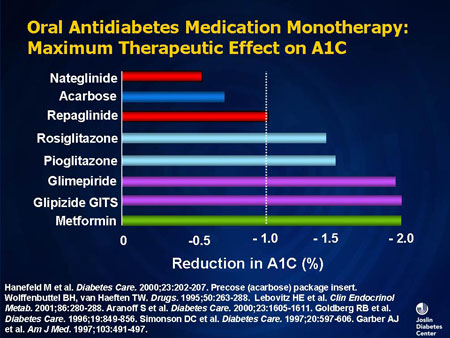 Oral Antidiabetes Medication Monotherapy:
Maximum Therapeutic Effect on A1C
Nateglinide
Acarbose
Repaglinide
Rosiglitazone
Pioglitazone
Glimepiride
Glipizide GITS
Metformin
0 -0.5 - 1.0 - 1.5 - 2.0
Reduction in A1C (%)
Hanefeld M et al. Diabetes Care. 2000;23:202-207. Precose (acarbose) package insert.
Wolffenbuttel BH, van Haeften TW. Drugs. 1995;50:263-288. Lebovitz HE et al. Clin Endocrinol
Metab. 2001;86:280-288. Aranoff S et al. Diabetes Care. 2000;23:1605-1611. Goldberg RB et al.
Diabetes Care. 1996;19:849-856. Simonson DC et al. Diabetes Care. 1997;20:597-606. Garber AJ
et al. Am J Med. 1997;103:491-497.
Joslin
Diabetes
Center